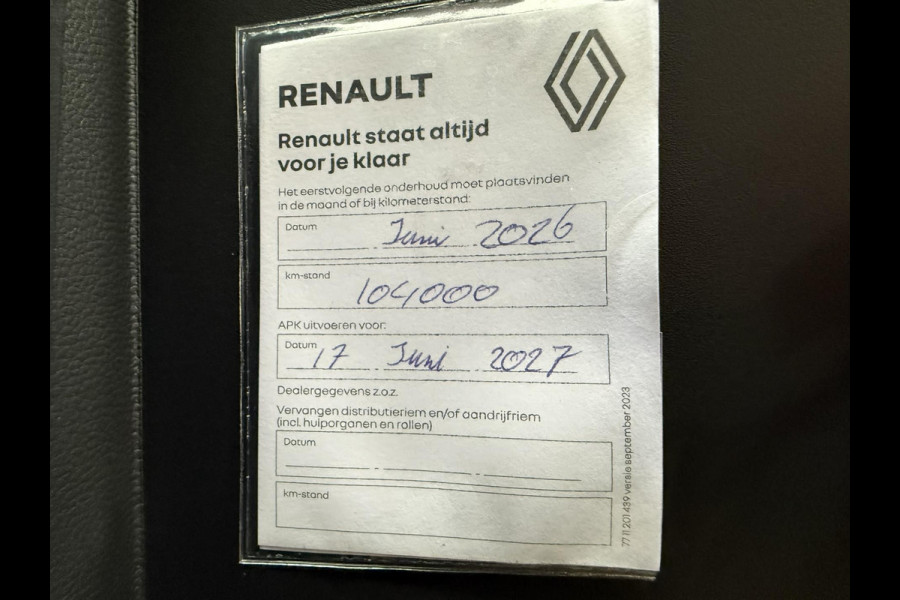 RENAULT
Renault staat altijd
voor je klaar
Het eerstvolgende onderhoud moet plaatsvinden
in de maand of bij kilometerstand:
Datum
Juni 2026
km-stand
104000
APK uitvoeren voor:
Datum
17 Juni 2027
Dealergegevens z.o.z.
Vervangen distributieriem en/of aandrijfriem
(incl. hulporganen en rollen)
Datum
km-stand
77 11 201 439 versie september 2023